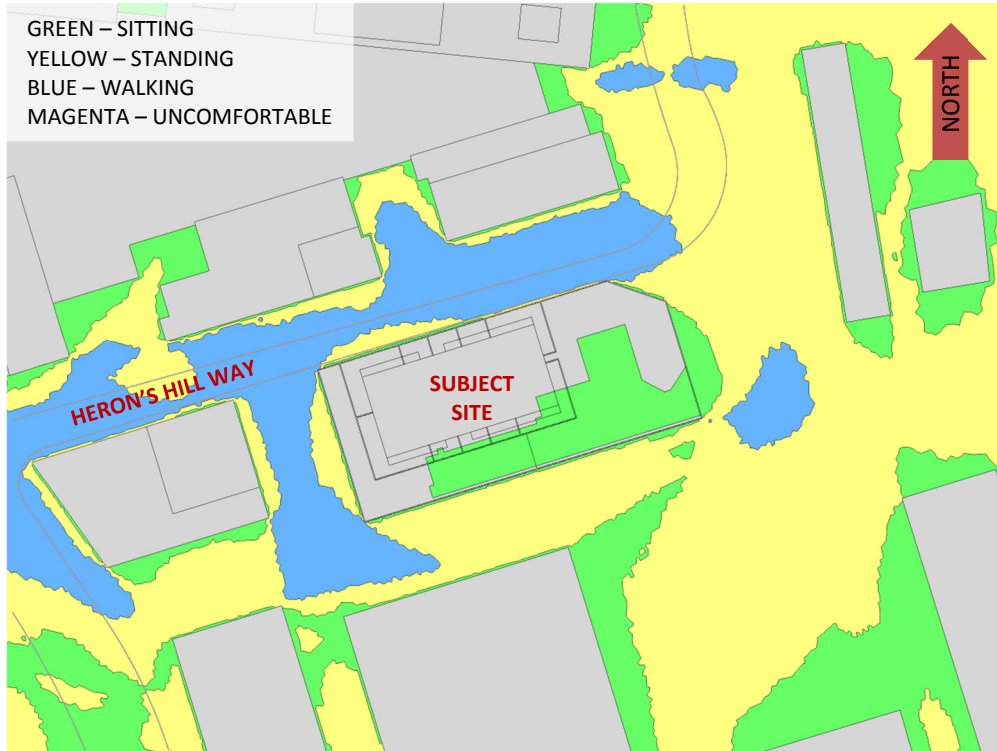 GREEN – SITTING
YELLOW – STANDING
BLUE – WALKING
MAGENTA – UNCOMFORTABLE
NORTH
HERON'S HILL WAY
SUBJECT
SITE